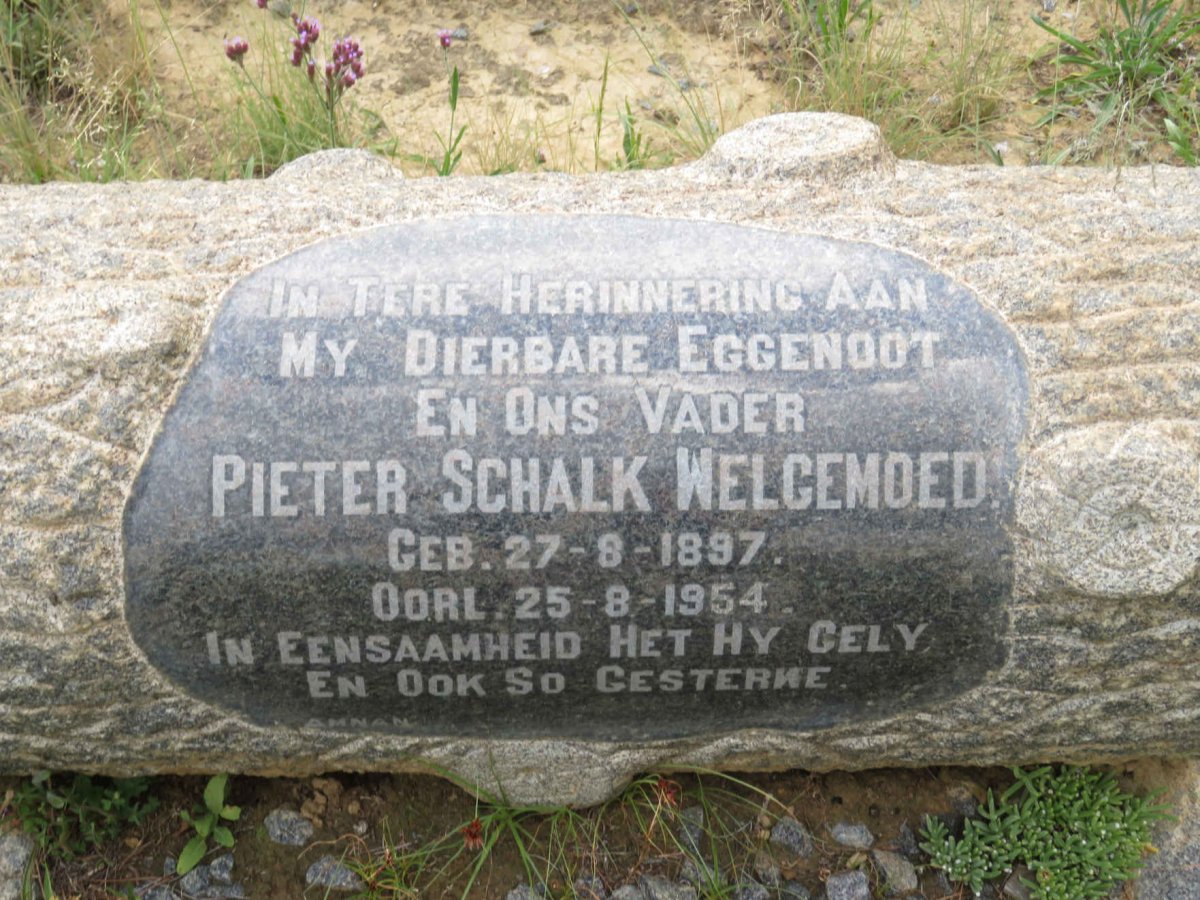 In Tere Herinnering Aan
My Dierbare Eggenoot
En Ons Vader
Pieter Schalk Welgemoed.
Geb. 27-8-1897.
Oorl. 25-8-1954.
In Eensaamheid Het Hy Gely
En Ook So Gesterwe.